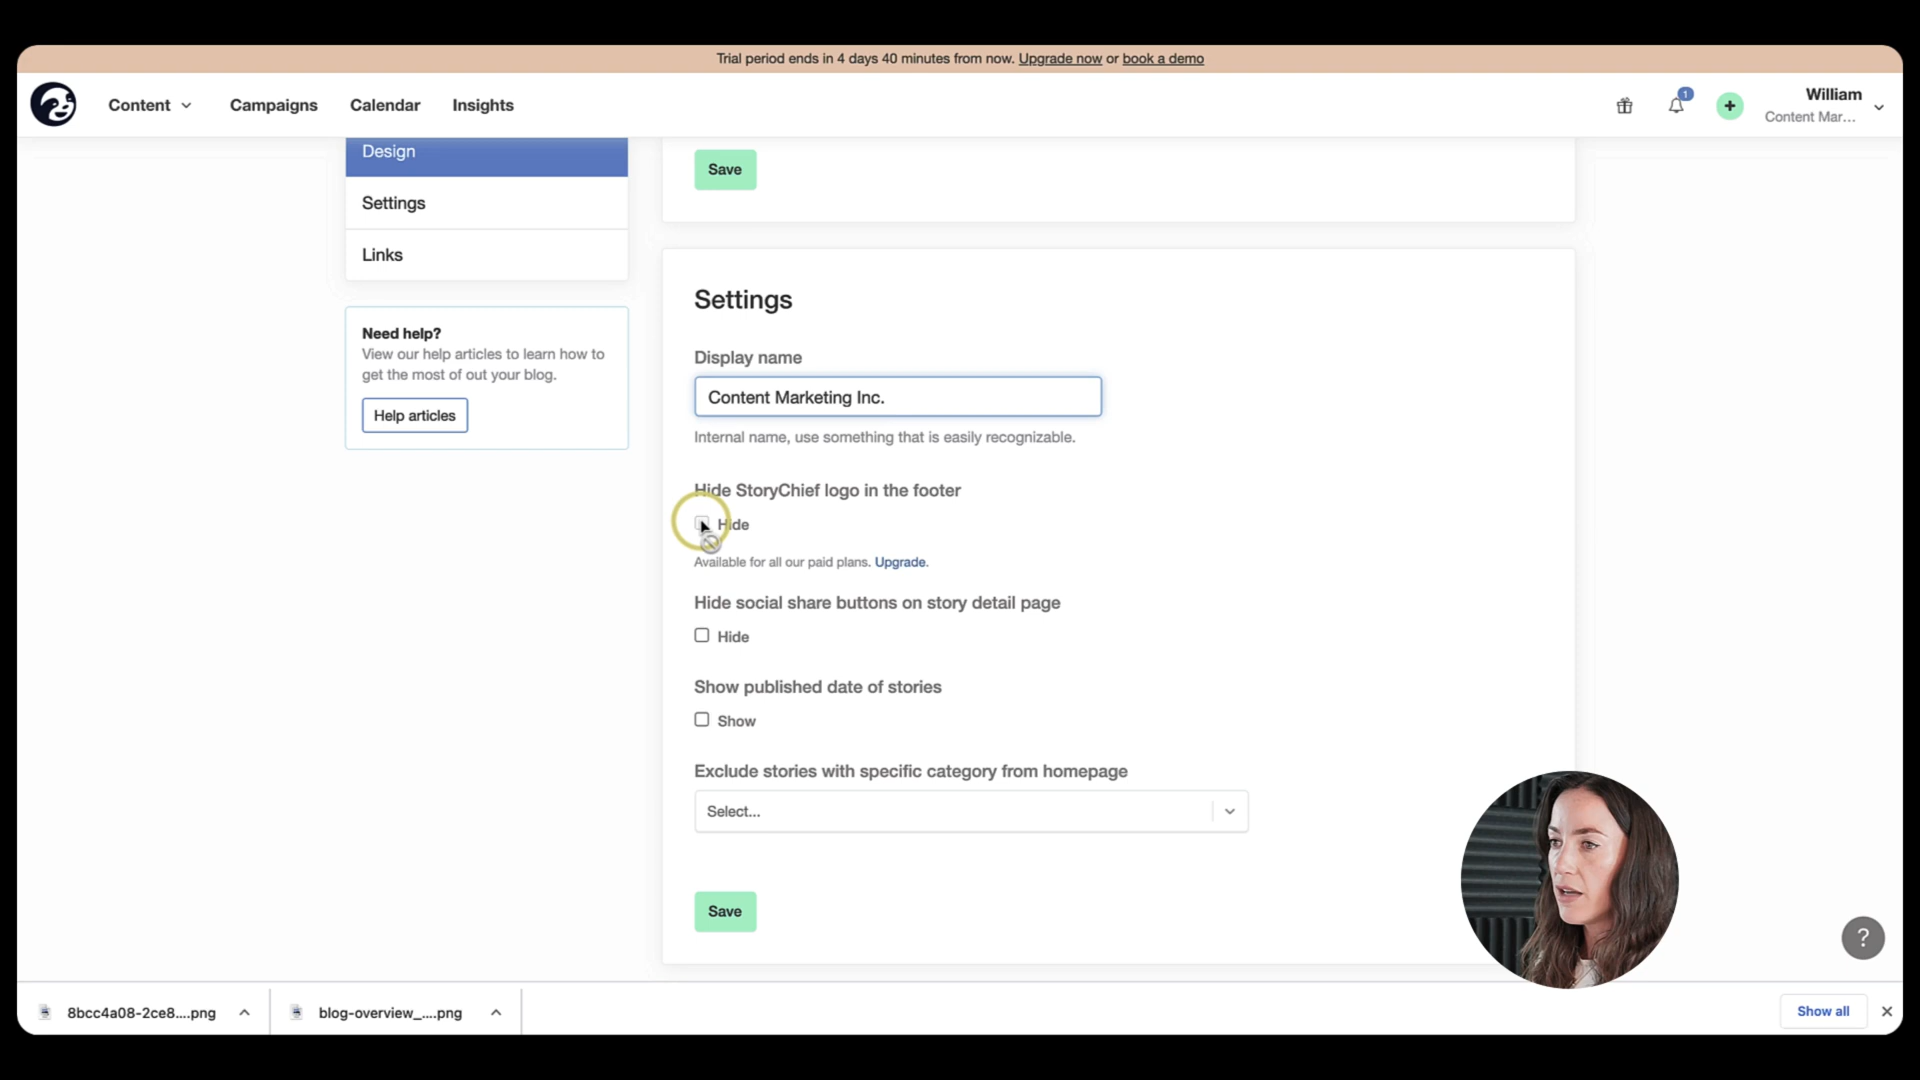 Trial period ends in 4 days 40 minutes from now. Upgrade now or book a demo
Content
Campaigns
Calendar
Insights
1
+
William
Content Mar...
Design
Settings
Links
Need help?
View our help articles to learn how to
get the most of out your blog.
Help articles
Save
Settings
Display name
Content Marketing Inc.
Internal name, use something that is easily recognizable.
Hide StoryChief logo in the footer
Hide
Available for all our paid plans. Upgrade.
Hide social share buttons on story detail page
Hide
Show published date of stories
Show
Exclude stories with specific category from homepage
Select...
Save
?
8bcc4a08-2ce8....png
blog-overview_....png
Show all